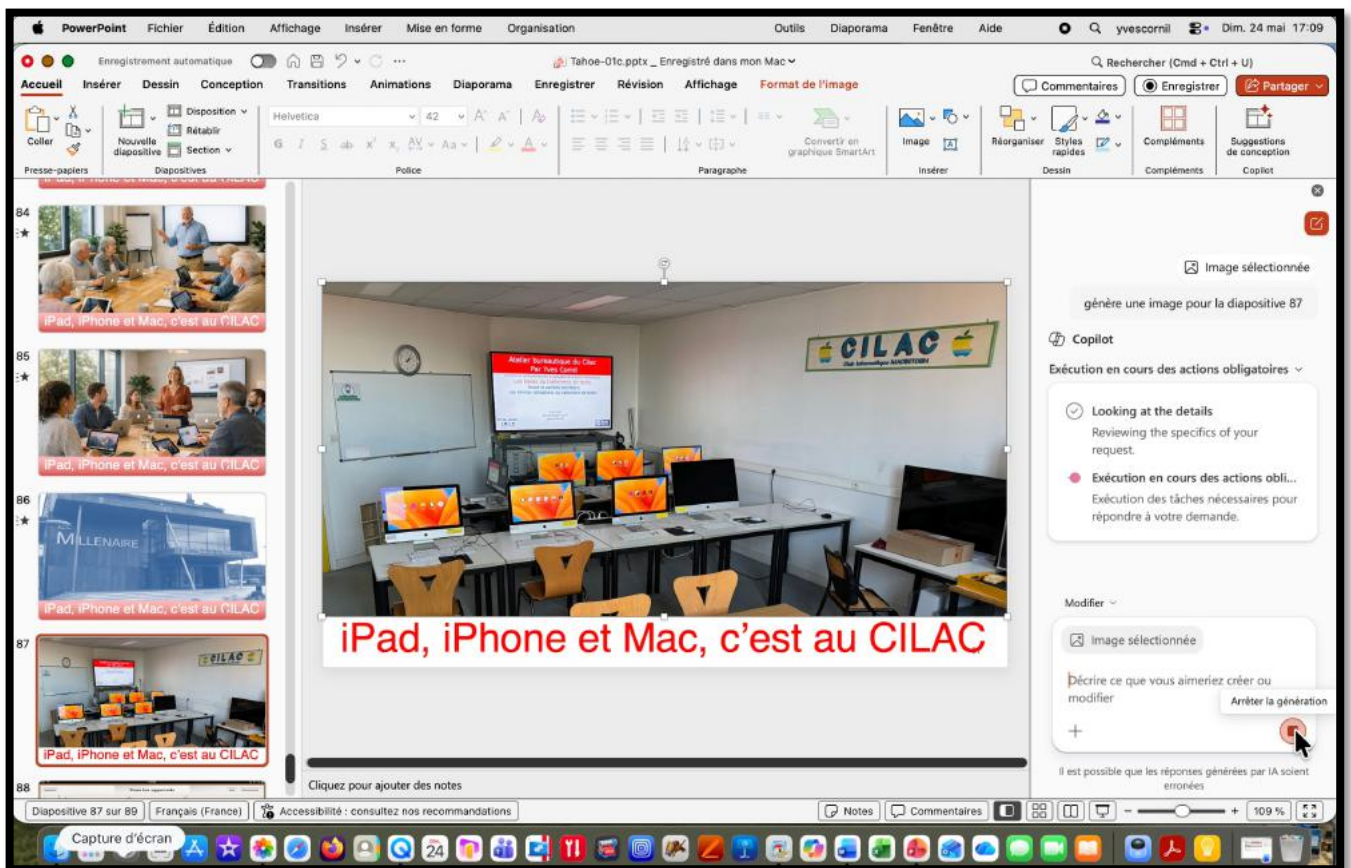 PowerPoint Fichier Édition Affichage Insérer Mise en forme Organisation Outils Diaporama Fenêtre Aide yvescornil Dim. 24 mai 17:09
Enregistrement automatique Tahoe-01c.pptx _ Enregistré dans mon Mac Rechercher (Cmd + Ctrl + U)
Accueil Insérer Dessin Conception Transitions Animations Diaporama Enregistrer Révision Affichage Format de l'image Commentaires Enregistrer Partager
Coller
Nouvelle diapositive
Disposition
Rétablir
Section
Helvetica 42
Convertir en graphique SmartArt
Image
Réorganiser
Styles rapides
Compléments
Suggestions de conception
Presse-papiers Diapositives Police Paragraphe Insérer Dessin Compléments Copilot
84
iPad, iPhone et Mac, c'est au CILAC
85
iPad, iPhone et Mac, c'est au CILAC
86
MILLENAIRE
iPad, iPhone et Mac, c'est au CILAC
87
CILAC
iPad, iPhone et Mac, c'est au CILAC
88
Atelier bureautique du Cilac
Par Yves Cornil
CILAC
iPad, iPhone et Mac, c'est au CILAC
Cliquez pour ajouter des notes
Image sélectionnée
génère une image pour la diapositive 87
Copilot
Exécution en cours des actions obligatoires
Looking at the details
Reviewing the specifics of your
request.
Exécution en cours des actions obli...
Exécution des tâches nécessaires pour
répondre à votre demande.
Modifier
Image sélectionnée
Décrire ce que vous aimeriez créer ou
modifier
Arrêter la génération
Il est possible que les réponses générées par IA soient
erronées
Diapositive 87 sur 89 Français (France) Accessibilité : consultez nos recommandations Notes Commentaires 109 %
Capture d'écran